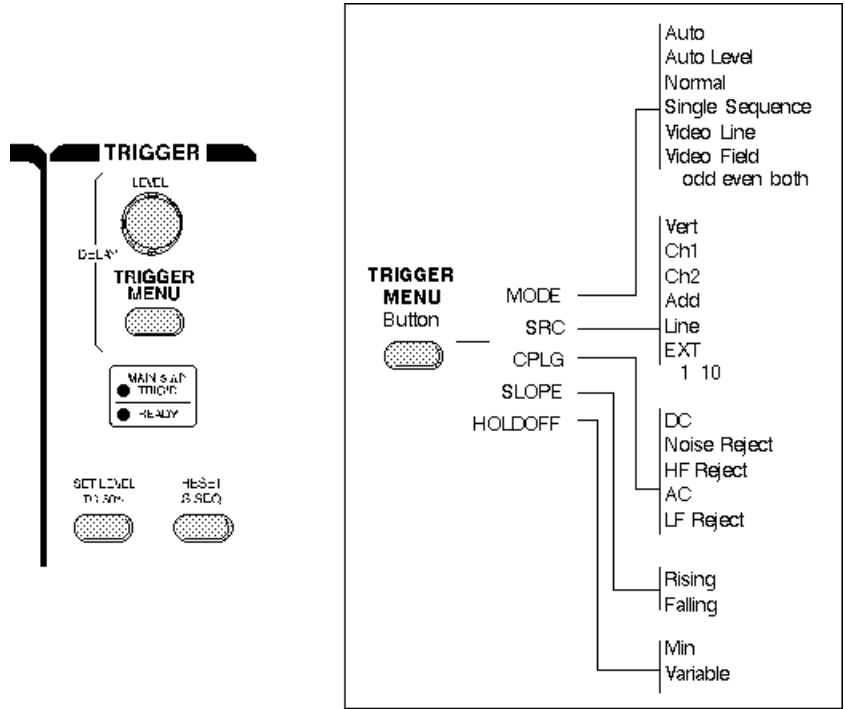 TRIGGER
LEVEL
DELAY
TRIGGER
MENU
TRIG'D
READY
SET LEVEL
TO 50%
RESET
S.SEQ
TRIGGER
MENU
Button
MODE
SRC
CPLG
SLOPE
HOLDOFF
Auto
Auto Level
Normal
Single Sequence
Video Line
Video Field
odd even both
Vert
Ch1
Ch2
Add
Line
EXT
1 10
DC
Noise Reject
HF Reject
AC
LF Reject
Rising
Falling
Min
Variable